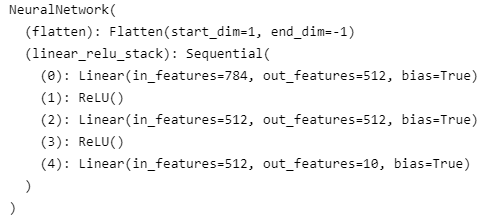 NeuralNetwork(
  (flatten): Flatten(start_dim=1, end_dim=-1)
  (linear_relu_stack): Sequential(
    (0): Linear(in_features=784, out_features=512, bias=True)
    (1): ReLU()
    (2): Linear(in_features=512, out_features=512, bias=True)
    (3): ReLU()
    (4): Linear(in_features=512, out_features=10, bias=True)
  )
)